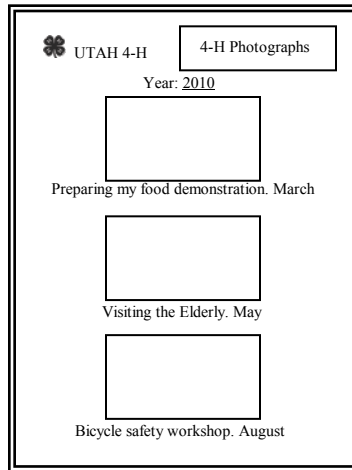 UTAH 4-H
4-H Photographs
Year: 2010
Preparing my food demonstration. March
Visiting the Elderly. May
Bicycle safety workshop. August